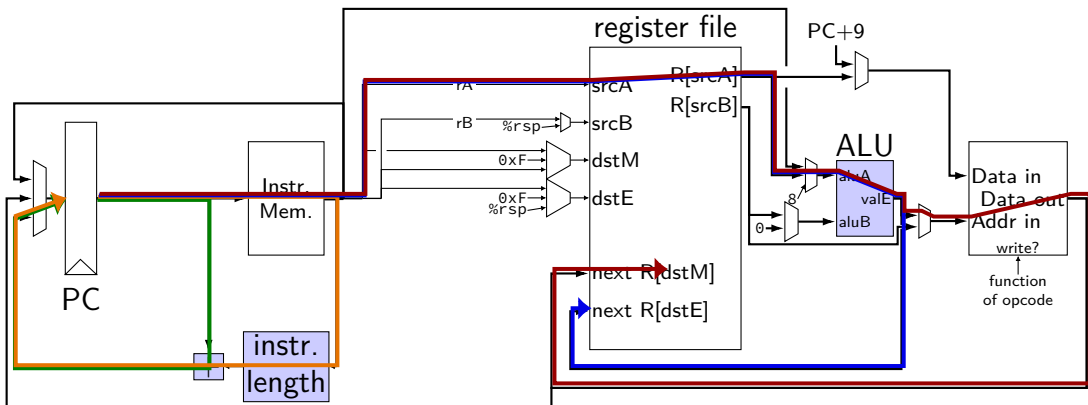 register file
PC+9
rA
srcA
R[srcA]
R[srcB]
rB
%rsp
srcB
ALU
0xF
dstM
Instr.
Mem.
8
aluA
Data in
0xF
%rsp
dstE
valE
Data out
0
aluB
Addr in
write?
PC
next R[dstM]
function
of opcode
next R[dstE]
instr.
length
+